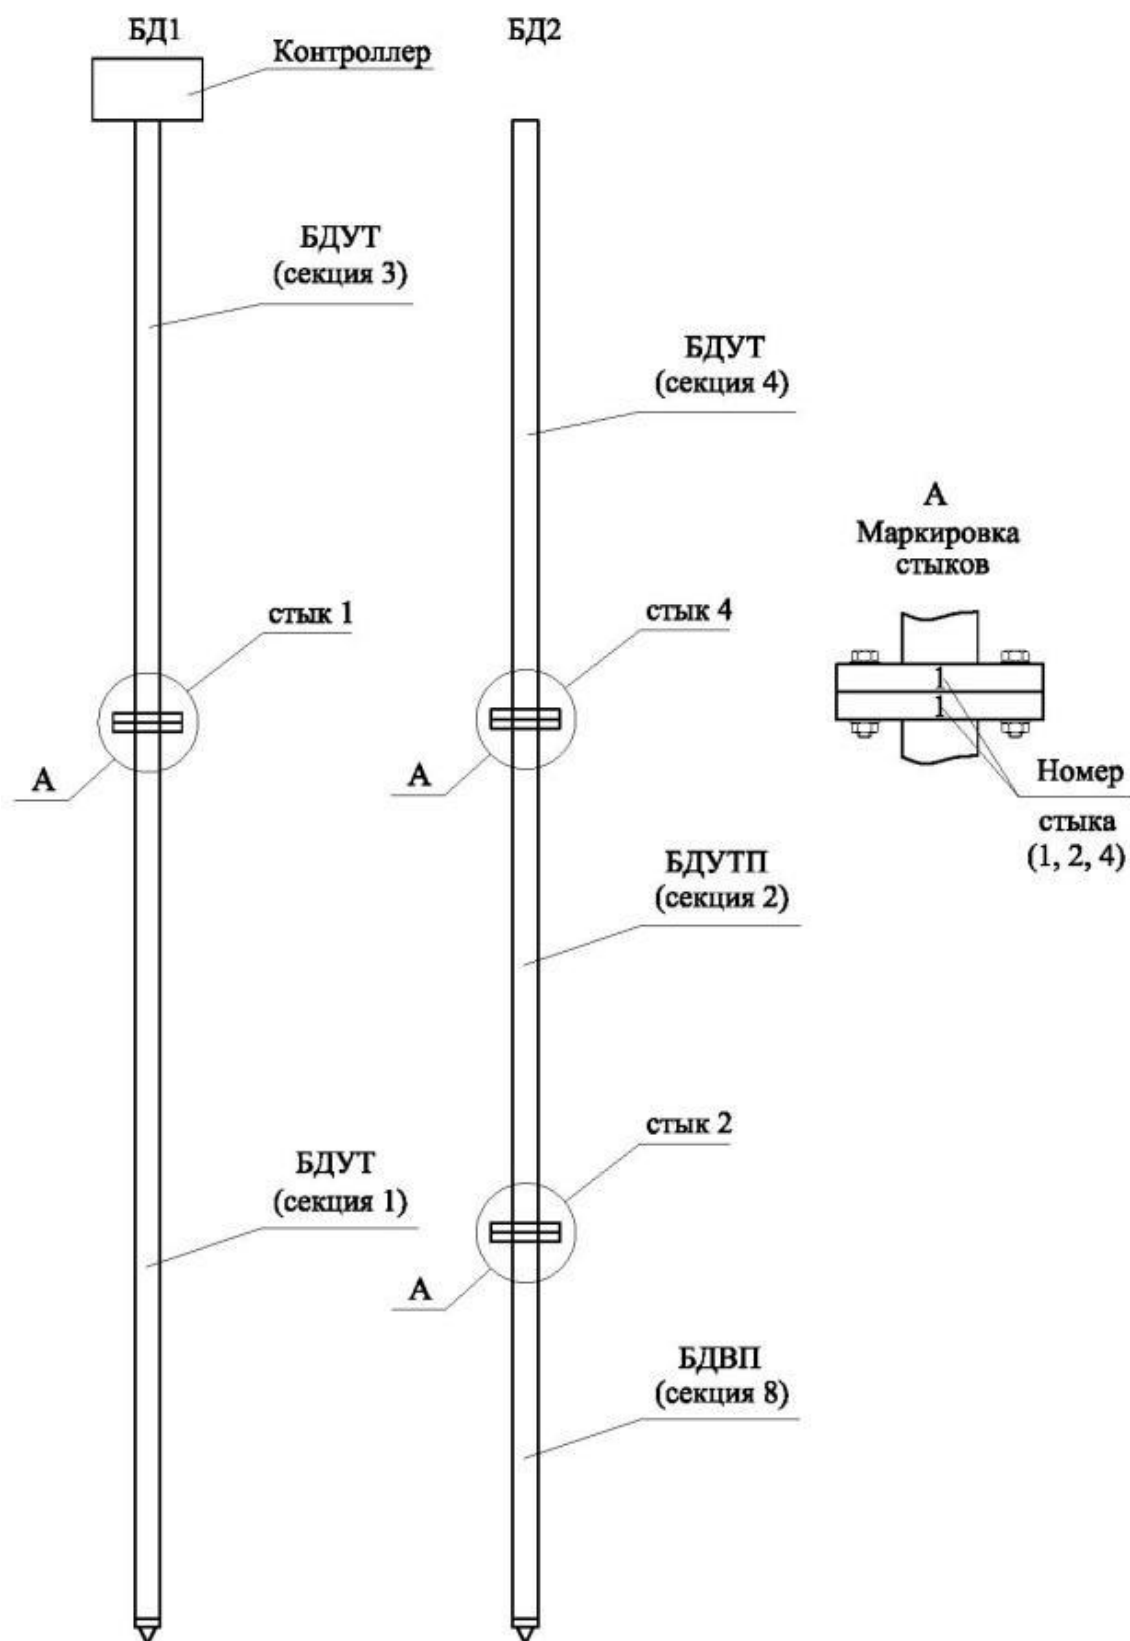 БД1
Контроллер
БДУТ
(секция 3)
стык 1
А
БДУТ
(секция 1)
БД2
БДУТ
(секция 4)
стык 4
А
БДУТП
(секция 2)
стык 2
А
БДВП
(секция 8)
А
Маркировка
стыков
1
1
Номер
стыка
(1, 2, 4)